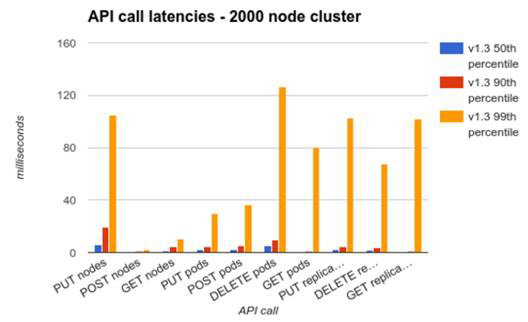 API call latencies - 2000 node cluster
160
120
80
40
0
milliseconds
PUT nodes
POST nodes
GET nodes
PUT pods
POST pods
DELETE pods
GET pods
PUT replica…
DELETE re…
GET replica…
API call
v1.3 50th
percentile
v1.3 90th
percentile
v1.3 99th
percentile